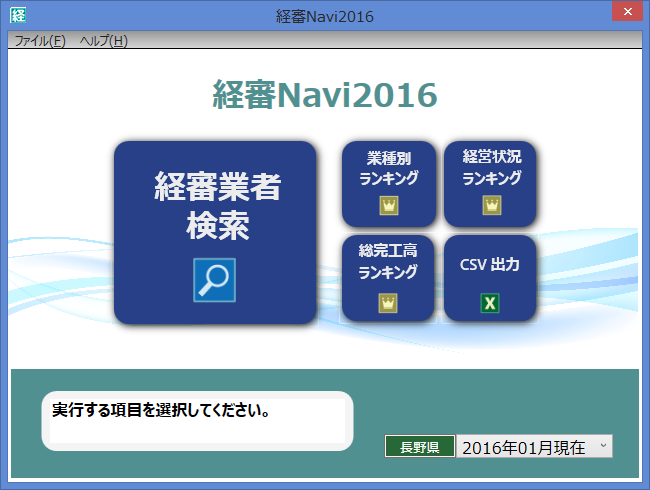 経
経審Navi2016
ファイル(F) ヘルプ(H)
経審Navi2016
経審業者
検索
業種別
ランキング
経営状況
ランキング
総完工高
ランキング
CSV 出力
X
実行する項目を選択してください。
長野県
2016年01月現在